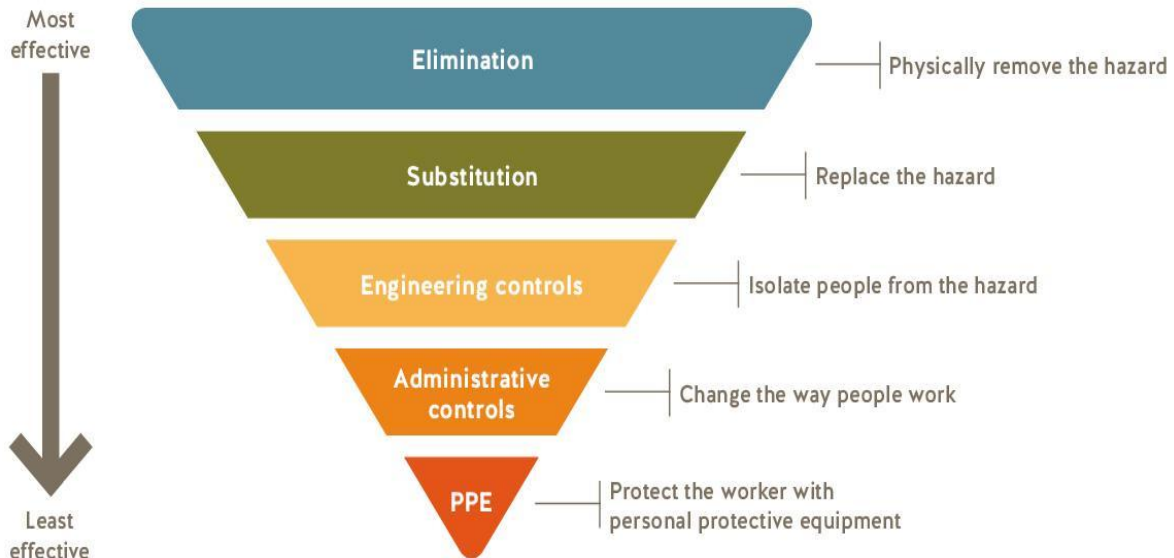 Most
effective
Elimination
Physically remove the hazard
Substitution
Replace the hazard
Engineering controls
Isolate people from the hazard
Administrative
controls
Change the way people work
PPE
Protect the worker with
personal protective equipment
Least
effective